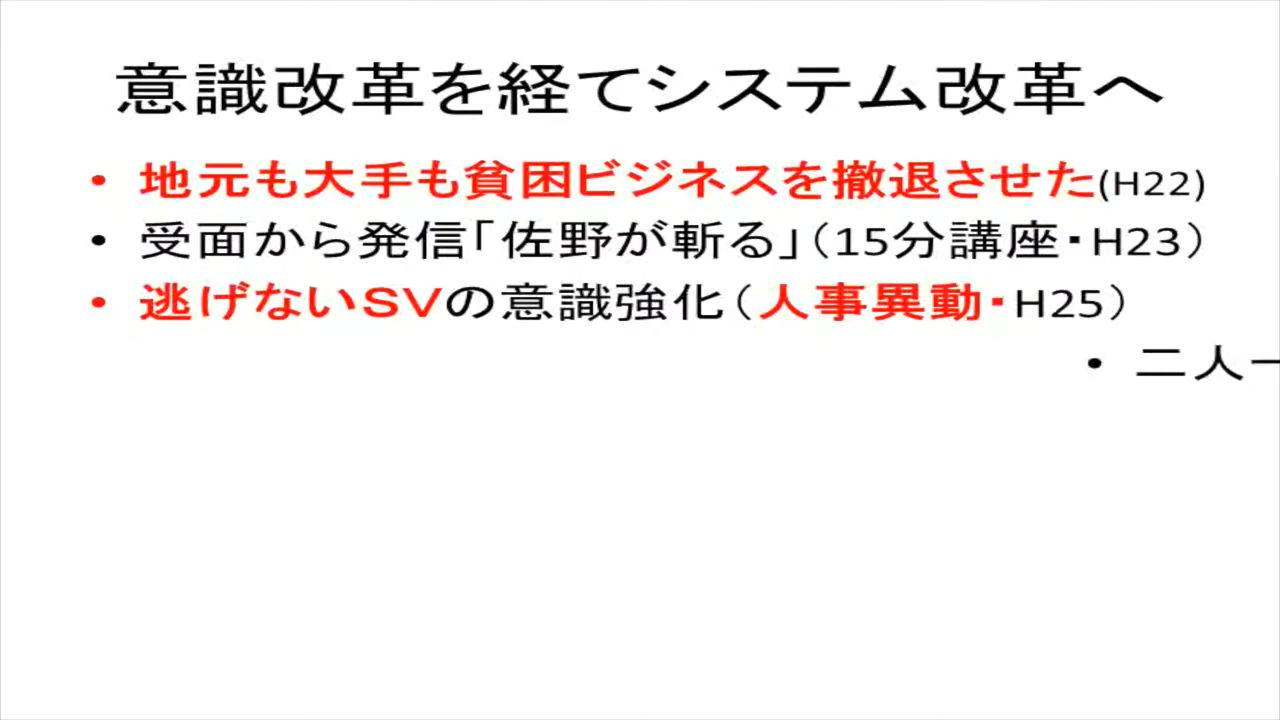 意識改革を経てシステム改革へ
• 地元も大手も貧困ビジネスを撤退させた(H22)
• 受面から発信「佐野が斬る」（15分講座・H23）
• 逃げないSVの意識強化（人事異動・H25）
• 二人一